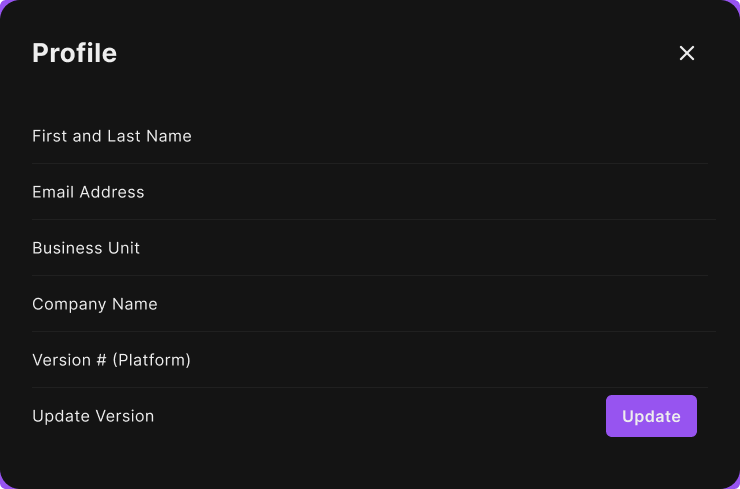 Profile
First and Last Name
Email Address
Business Unit
Company Name
Version # (Platform)
Update Version
Update